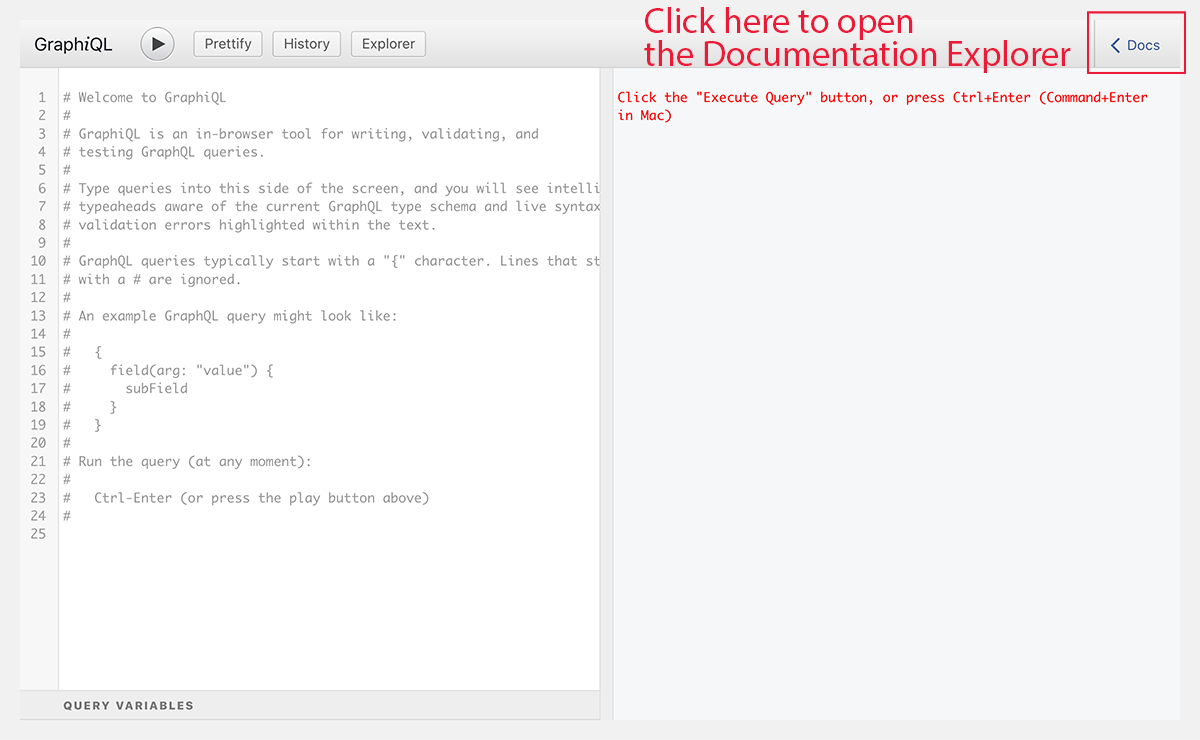 GraphiQL
Prettify
History
Explorer
Click here to open
the Documentation Explorer
Docs
1 # Welcome to GraphiQL
2 #
3 # GraphiQL is an in-browser tool for writing, validating, and
4 # testing GraphQL queries.
5 #
6 # Type queries into this side of the screen, and you will see intelli
7 # typeaheads aware of the current GraphQL type schema and live syntax
8 # validation errors highlighted within the text.
9 #
10 # GraphQL queries typically start with a "{" character. Lines that st
11 # with a # are ignored.
12 #
13 # An example GraphQL query might look like:
14 #
15 #   {
16 #     field(arg: "value") {
17 #       subField
18 #     }
19 #   }
20 #
21 # Run the query (at any moment):
22 #
23 #   Ctrl-Enter (or press the play button above)
24 #
25
QUERY VARIABLES
Click the "Execute Query" button, or press Ctrl+Enter (Command+Enter
in Mac)